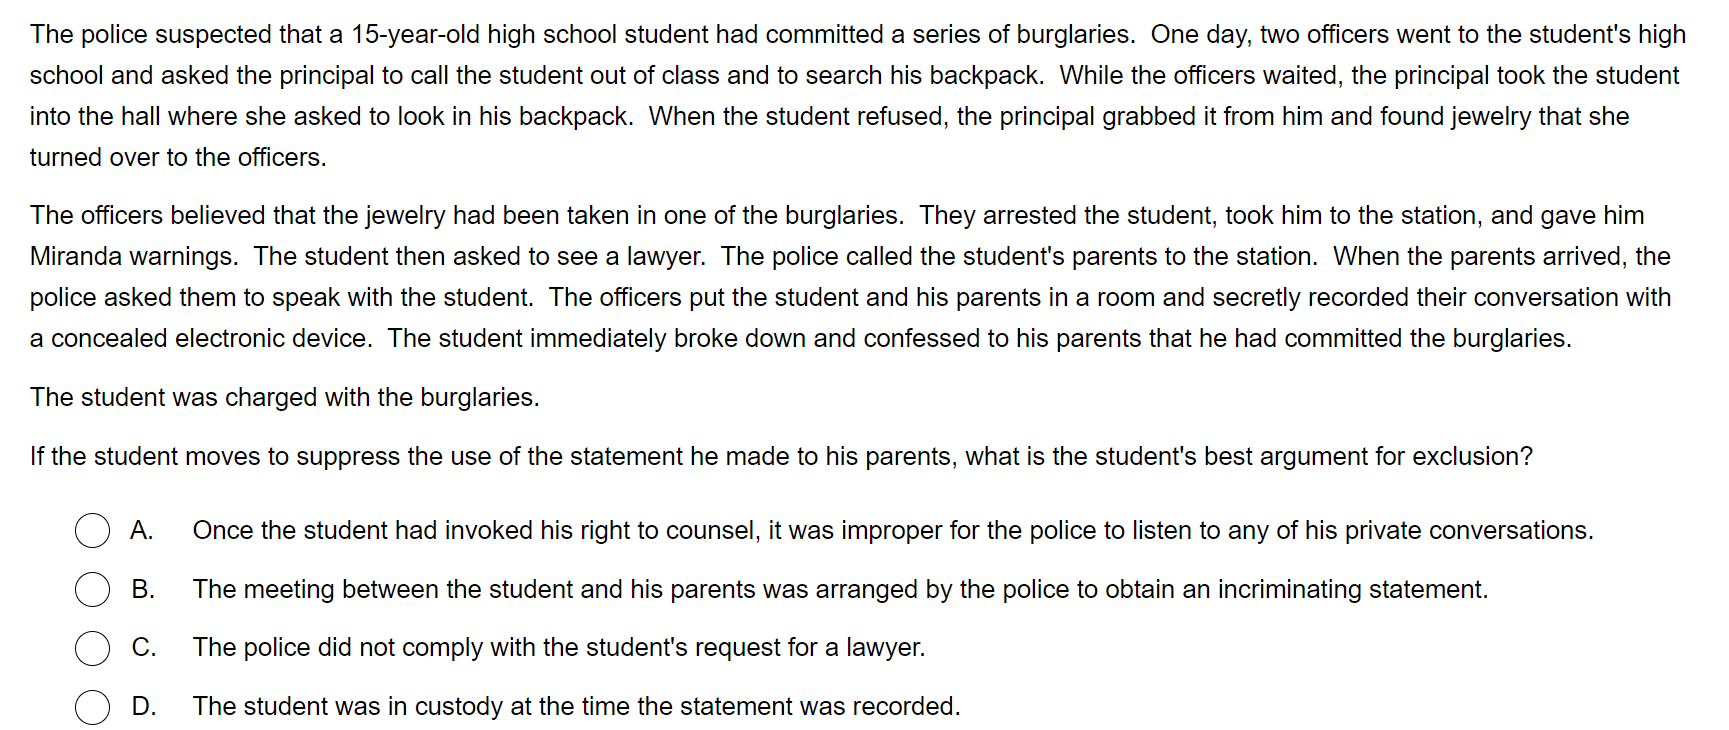 The police suspected that a 15-year-old high school student had committed a series of burglaries.  One day, two officers went to the student's high
school and asked the principal to call the student out of class and to search his backpack.  While the officers waited, the principal took the student
into the hall where she asked to look in his backpack.  When the student refused, the principal grabbed it from him and found jewelry that she
turned over to the officers.
The officers believed that the jewelry had been taken in one of the burglaries.  They arrested the student, took him to the station, and gave him
Miranda warnings.  The student then asked to see a lawyer.  The police called the student's parents to the station.  When the parents arrived, the
police asked them to speak with the student.  The officers put the student and his parents in a room and secretly recorded their conversation with
a concealed electronic device.  The student immediately broke down and confessed to his parents that he had committed the burglaries.
The student was charged with the burglaries.
If the student moves to suppress the use of the statement he made to his parents, what is the student's best argument for exclusion?
A. Once the student had invoked his right to counsel, it was improper for the police to listen to any of his private conversations.
B. The meeting between the student and his parents was arranged by the police to obtain an incriminating statement.
C. The police did not comply with the student's request for a lawyer.
D. The student was in custody at the time the statement was recorded.